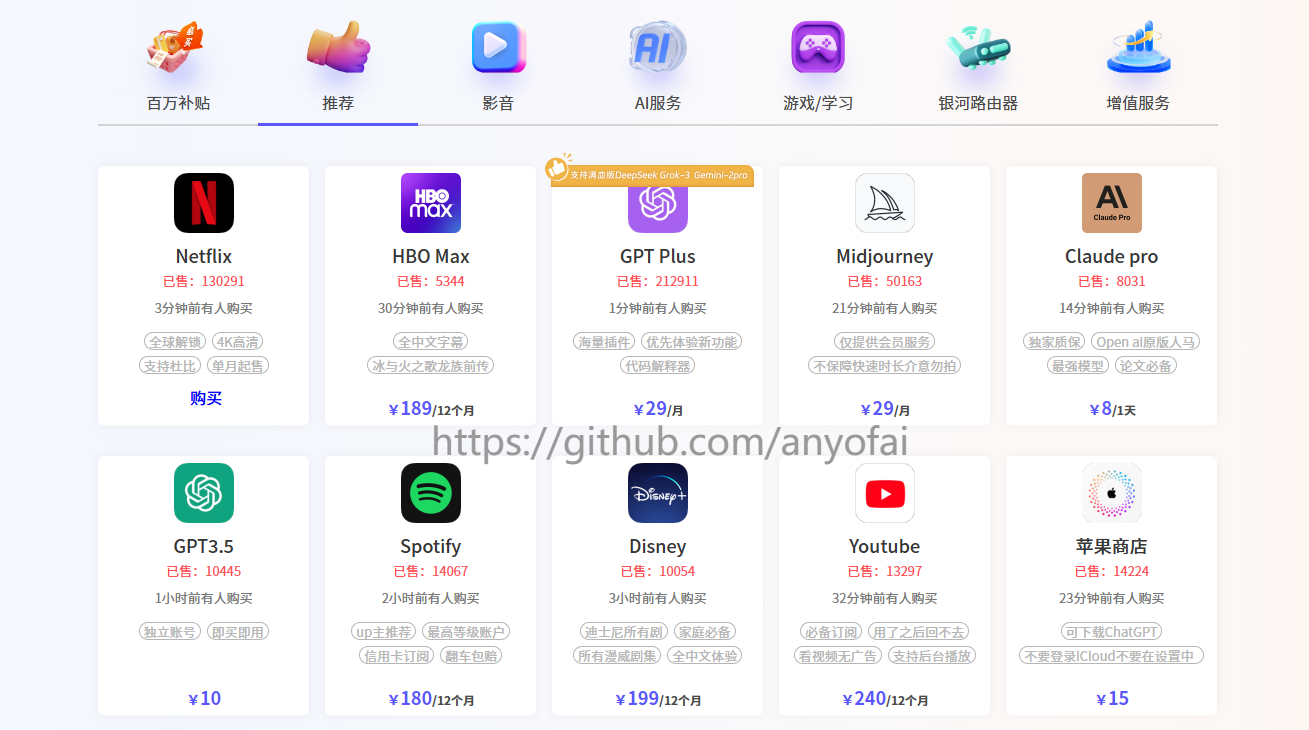 百万补贴 推荐 影音 AI服务 游戏/学习 银河路由器 增值服务
支持满血版DeepSeek Grok-3 Gemini-2pro
HBO
max
Claude Pro
Netflix
已售：130291
3分钟前有人购买
全球解锁 4K高清
支持杜比 单月起售
购买
HBO Max
已售：5344
30分钟前有人购买
全中文字幕
冰与火之歌龙族前传
￥189/12个月
GPT Plus
已售：212911
1分钟前有人购买
海量插件 优先体验新功能
代码解释器
￥29/月
Midjourney
已售：50163
21分钟前有人购买
仅提供会员服务
不保障快速时长介意勿拍
￥29/月
Claude pro
已售：8031
14分钟前有人购买
独家质保 Open ai原版人马
最强模型 论文必备
￥8/1天
https://github.com/anyofai
GPT3.5
已售：10445
1小时前有人购买
独立账号 即买即用
￥10
Spotify
已售：14067
2小时前有人购买
up主推荐 最高等级账户
信用卡订阅 翻车包赔
￥180/12个月
Disney+
Disney
已售：10054
3小时前有人购买
迪士尼所有剧 家庭必备
所有漫威剧集 全中文体验
￥199/12个月
Youtube
已售：13297
32分钟前有人购买
必备订阅 用了之后回不去
看视频无广告 支持后台播放
￥240/12个月
苹果商店
已售：14224
23分钟前有人购买
可下载ChatGPT
不要登录ICloud不要在设置中
￥15